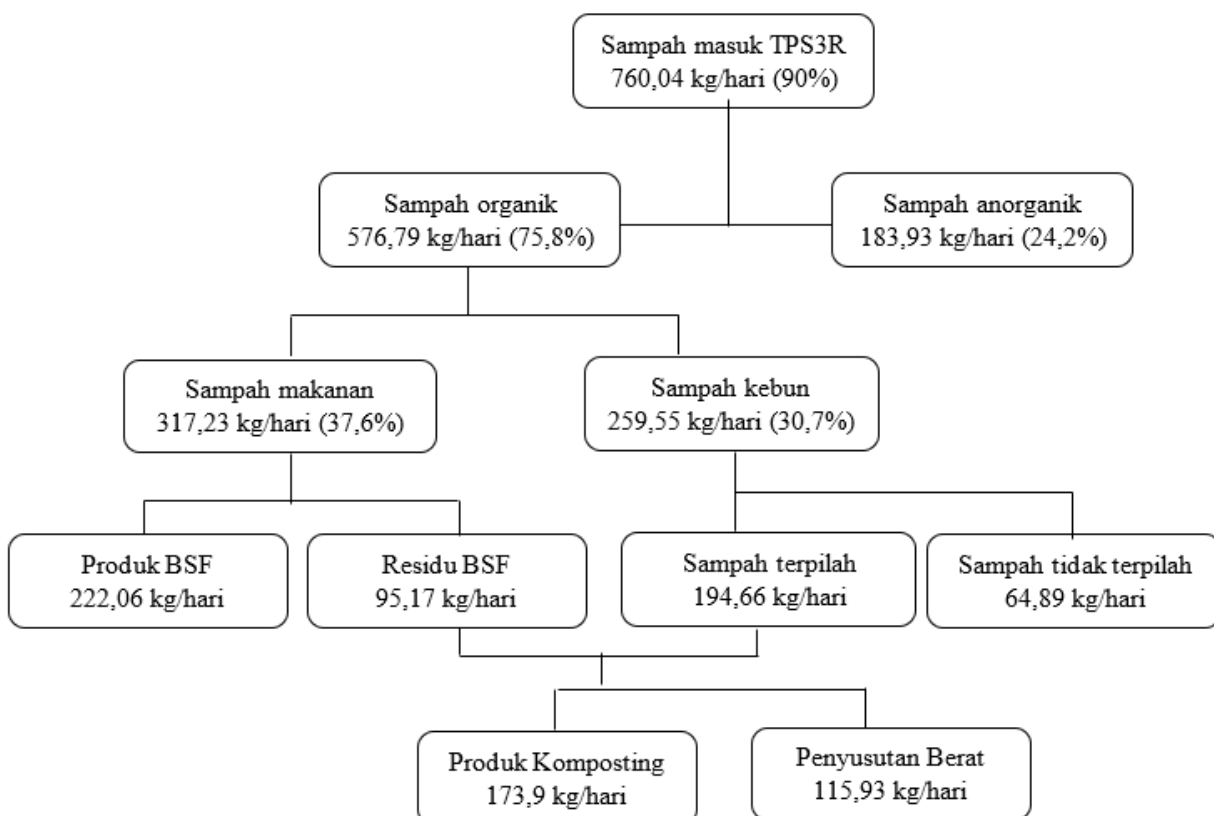 Sampah masuk TPS3R
760,04 kg/hari (90%)
Sampah organik
576,79 kg/hari (75,8%)
Sampah anorganik
183,93 kg/hari (24,2%)
Sampah makanan
317,23 kg/hari (37,6%)
Sampah kebun
259,55 kg/hari (30,7%)
Produk BSF
222,06 kg/hari
Residu BSF
95,17 kg/hari
Sampah terpilah
194,66 kg/hari
Sampah tidak terpilah
64,89 kg/hari
Produk Komposting
173,9 kg/hari
Penyusutan Berat
115,93 kg/hari